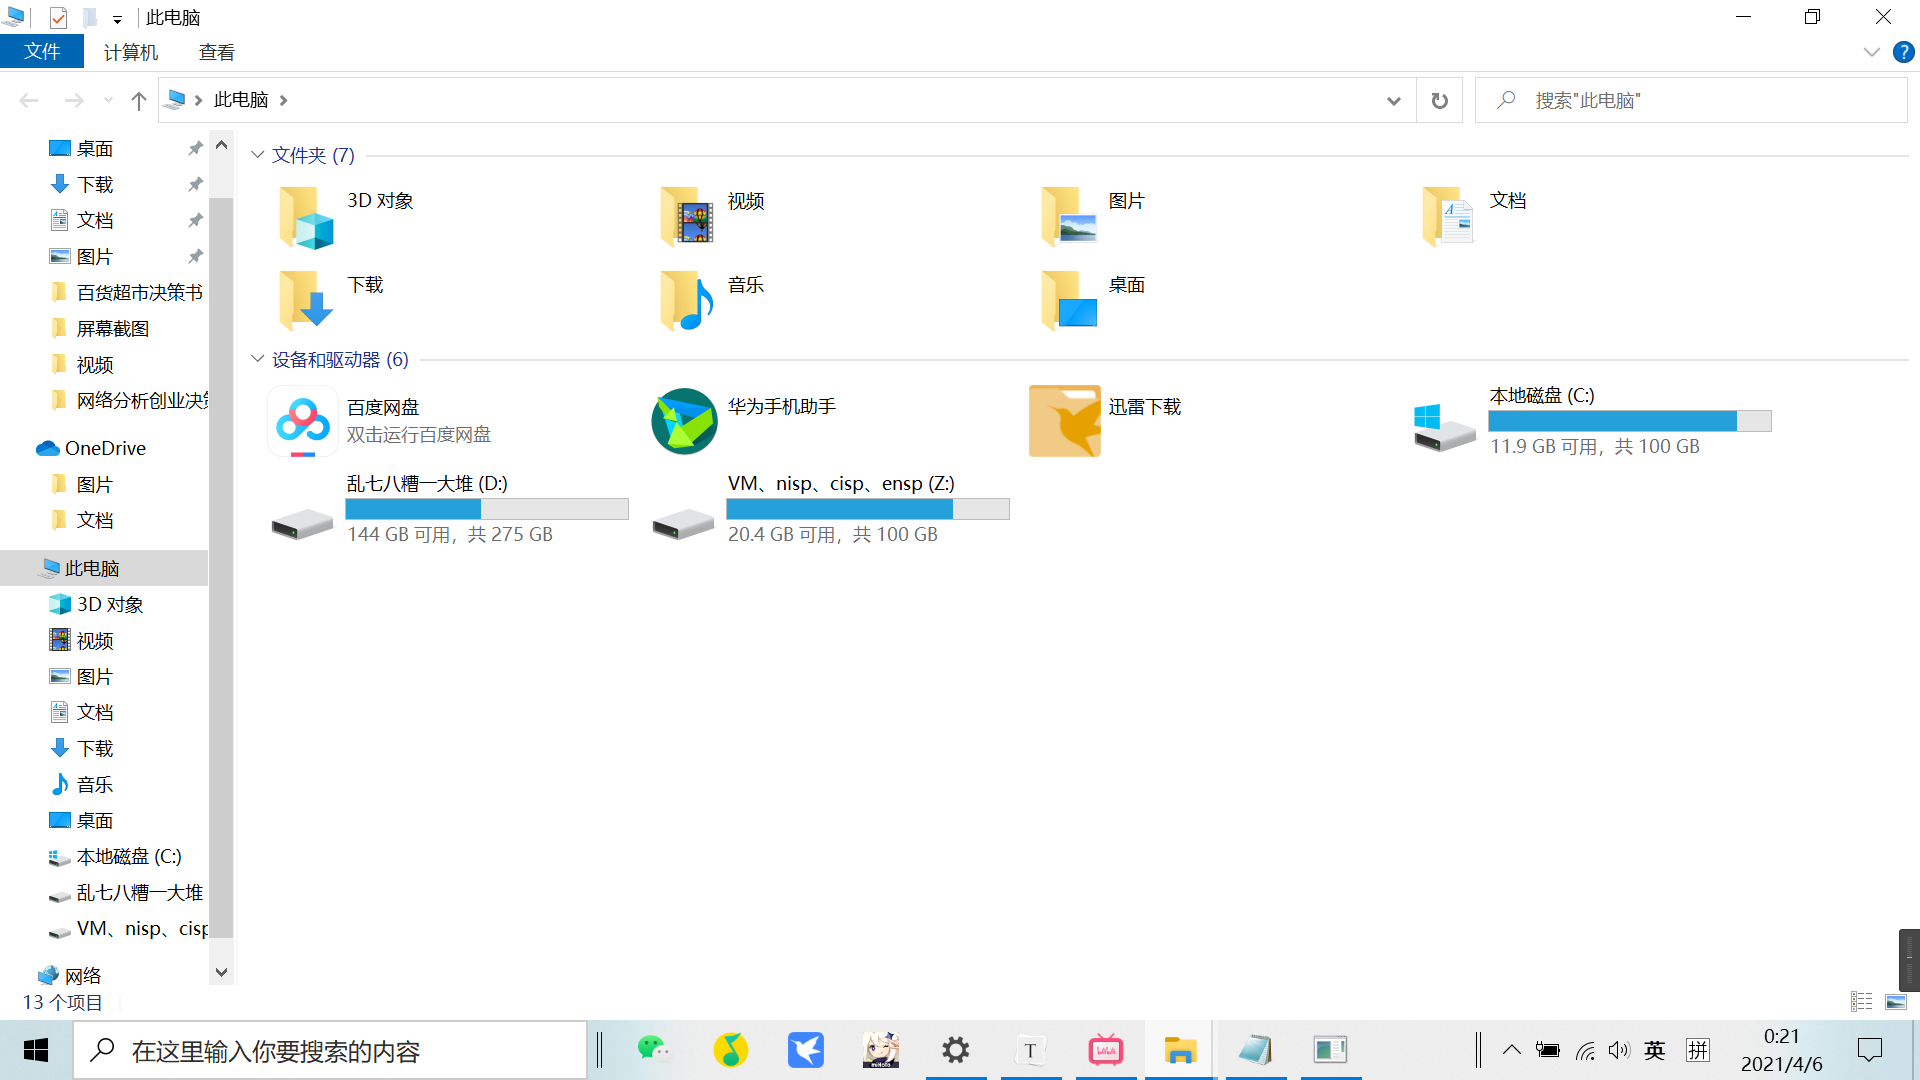 此电脑
文件 计算机 查看
此电脑
搜索"此电脑"
桌面
下载
文档
图片
百货超市决策书
屏幕截图
视频
网络分析创业决
OneDrive
图片
文档
此电脑
3D 对象
视频
图片
文档
下载
音乐
桌面
本地磁盘 (C:)
乱七八糟一大堆
VM、nisp、cisp
网络
文件夹 (7)
3D 对象
视频
图片
文档
下载
音乐
桌面
设备和驱动器 (6)
百度网盘
双击运行百度网盘
华为手机助手
迅雷下载
本地磁盘 (C:)
11.9 GB 可用，共 100 GB
乱七八糟一大堆 (D:)
144 GB 可用，共 275 GB
VM、nisp、cisp、ensp (Z:)
20.4 GB 可用，共 100 GB
13 个项目
在这里输入你要搜索的内容
miHoYo
T
英
拼
0:21
2021/4/6